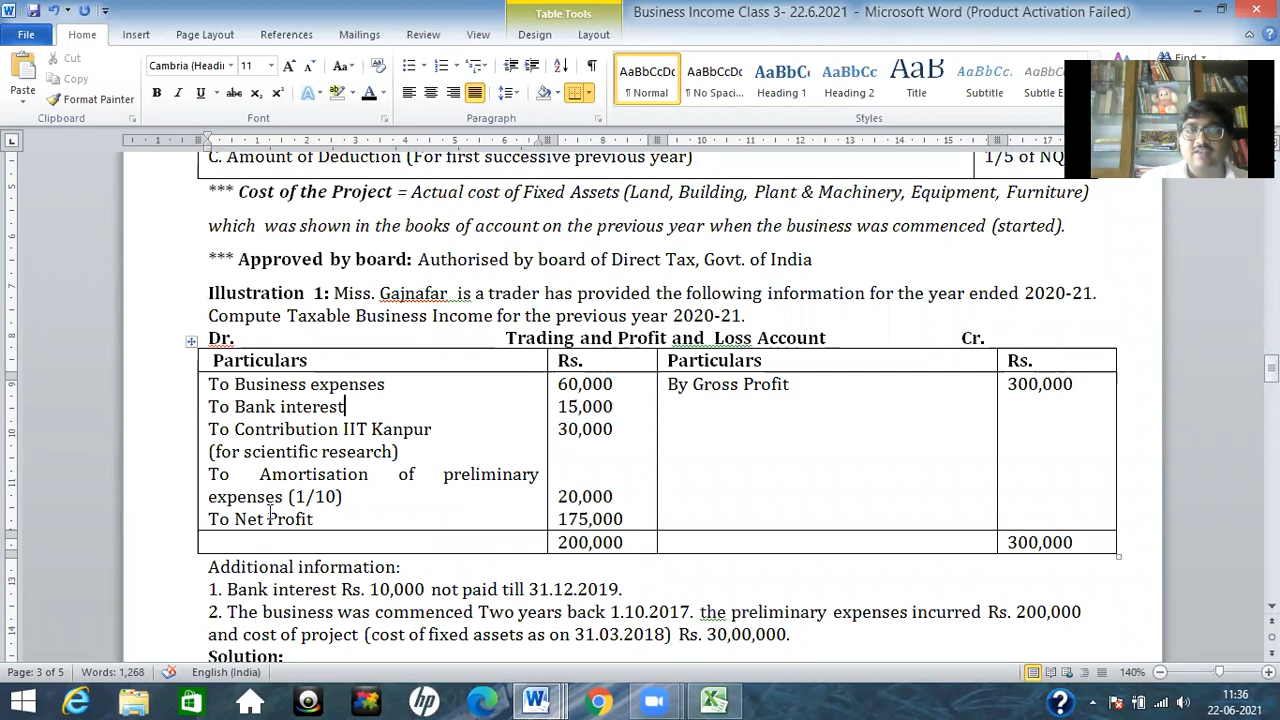 Table Tools
Business Income Class 3- 22.6.2021 - Microsoft Word (Product Activation Failed)
File Home Insert Page Layout References Mailings Review View Design Layout
Paste
Cut
Copy
Format Painter
Clipboard
Cambria (Headi 11
Font
Paragraph
AaBbCcDc AaBbCcDc AaBbC AaBbCc AaB AaBbCc. AaBbCcD
¶ Normal ¶ No Spaci... Heading 1 Heading 2 Title Subtitle Subtle E
Find
Styles
C. Amount of Deduction (For first successive previous year) 1/5 of NQ
*** Cost of the Project = Actual cost of Fixed Assets (Land, Building, Plant & Machinery, Equipment, Furniture)
which was shown in the books of account on the previous year when the business was commenced (started).
*** Approved by board: Authorised by board of Direct Tax, Govt. of India
Illustration 1: Miss. Gajnafar is a trader has provided the following information for the year ended 2020-21.
Compute Taxable Business Income for the previous year 2020-21.
Dr. Trading and Profit and Loss Account Cr.
Particulars Rs. Particulars Rs.
To Business expenses 60,000 By Gross Profit 300,000
To Bank interest 15,000
To Contribution IIT Kanpur 30,000
(for scientific research)
To Amortisation of preliminary
expenses (1/10) 20,000
To Net Profit 175,000
200,000 300,000
Additional information:
1. Bank interest Rs. 10,000 not paid till 31.12.2019.
2. The business was commenced Two years back 1.10.2017. the preliminary expenses incurred Rs. 200,000
and cost of project (cost of fixed assets as on 31.03.2018) Rs. 30,00,000.
Solution:
Page: 3 of 5 Words: 1,268 English (India) 140%
11:36
22-06-2021